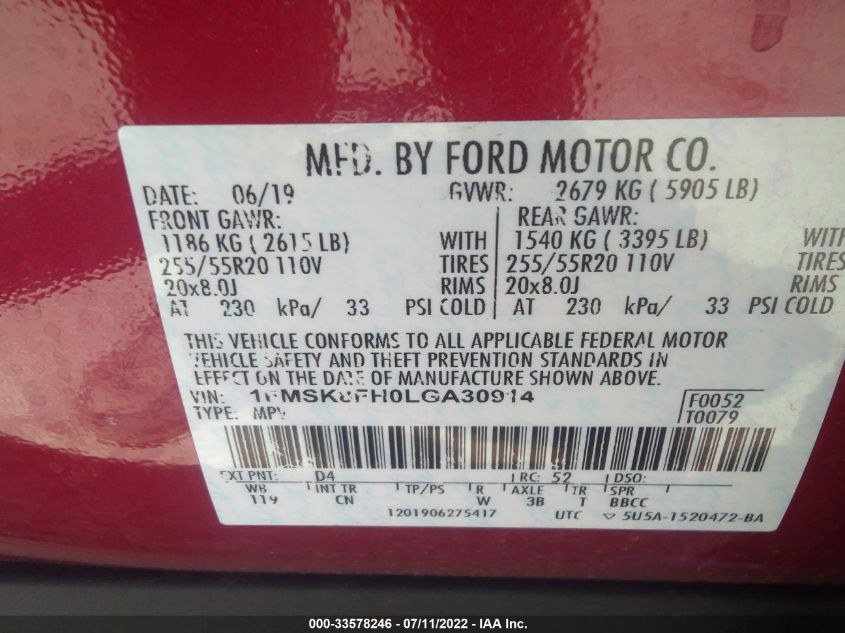 MFD. BY FORD MOTOR CO.
DATE: 06/19 GVWR: 2679 KG ( 5905 LB)
FRONT GAWR: REAR GAWR:
1186 KG ( 2615 LB) WITH 1540 KG ( 3395 LB) WITH
255/55R20 110V TIRES 255/55R20 110V TIRES
20x8.0J RIMS 20x8.0J RIMS
AT 230 kPa/ 33 PSI COLD AT 230 kPa/ 33 PSI COLD
THIS VEHICLE CONFORMS TO ALL APPLICABLE FEDERAL MOTOR
VEHICLE SAFETY AND THEFT PREVENTION STANDARDS IN
EFFECT ON THE DATE OF MANUFACTURE SHOWN ABOVE.
VIN: 1FMSK8FH0LGA30914 F0052
TYPE: MPV T0079
EXT PNT: D4 RC: 52 DSO:
WB INT TR TP/PS R AXLE TR SPR
119 CN W 3B T BBCC
1201906275417 UTC ▽ 5U5A-1520472-BA
000-33578246 - 07/11/2022 - IAA Inc.